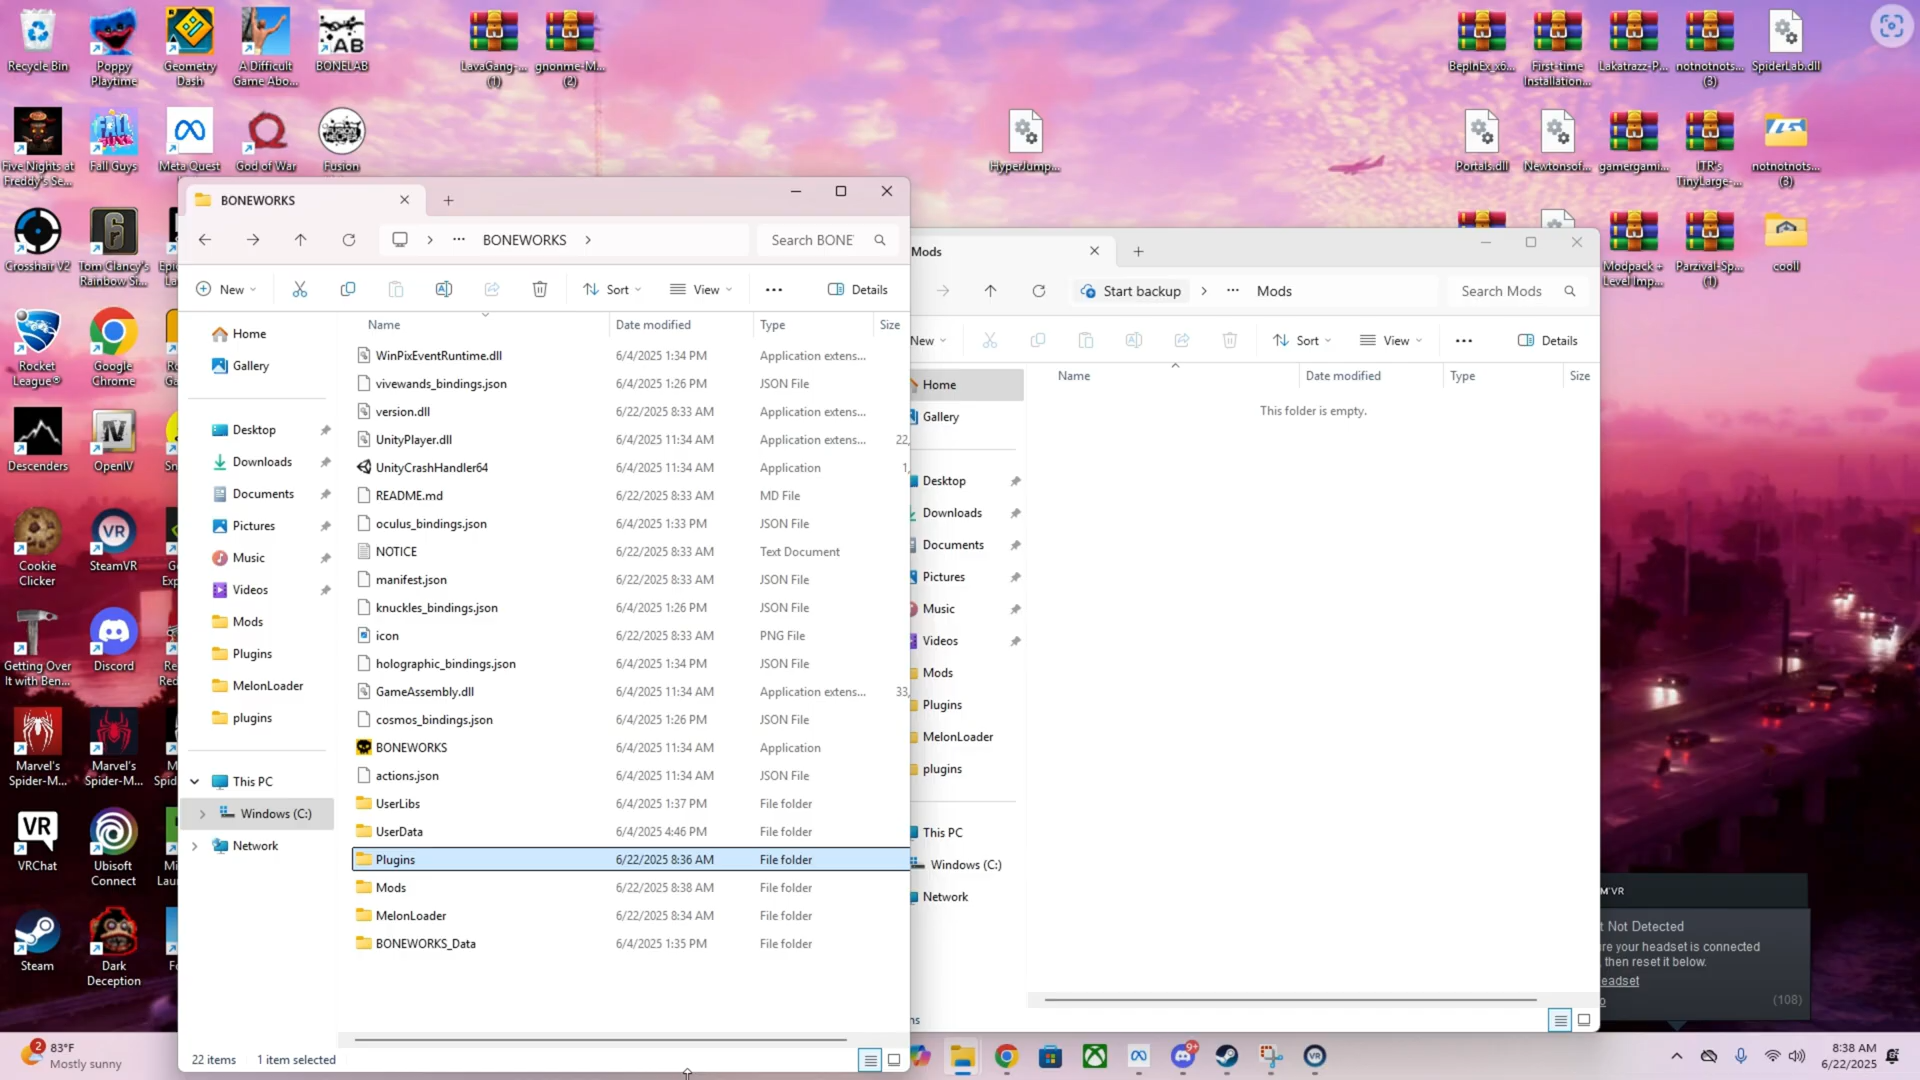 Recycle Bin
Poppy
Playtime
Geometry
Dash
A Difficult
Game Abo...
BONELAB
AB
LavaGang-...
(1)
gnonme-M...
(2)
BepInEx_x6...
First-time
Installation...
Lakatrazz-P...
notnotnots...
(3)
SpiderLab.dll
Five Nights at
Freddy's Se...
Fall Guys
Meta Quest
God of War
Fusion
HyperJump...
Portals.dll
Newtonsof...
gamergami...
ITR's
TinyLarge-...
notnotnots...
(3)
Crosshair V2
Tom Clancy's
Rainbow Si...
Modpack +
Level Imp...
Parzival-Sp...
(1)
cooll
Rocket
League®
Google
Chrome
Descenders
OpenIV
Cookie
Clicker
SteamVR
Getting Over
It with Ben...
Discord
Marvel's
Spider-M...
Marvel's
Spider-M...
VRChat
Ubisoft
Connect
Steam
Dark
Deception
BONEWORKS
BONEWORKS
Search BONE
New
Sort
View
Details
Home
Gallery
Desktop
Downloads
Documents
Pictures
Music
Videos
Mods
Plugins
MelonLoader
plugins
This PC
Windows (C:)
Network
Name Date modified Type Size
WinPixEventRuntime.dll 6/4/2025 1:34 PM Application extens...
vivewands_bindings.json 6/4/2025 1:26 PM JSON File
version.dll 6/22/2025 8:33 AM Application extens...
UnityPlayer.dll 6/4/2025 11:34 AM Application extens... 22,
UnityCrashHandler64 6/4/2025 11:34 AM Application 1,
README.md 6/22/2025 8:33 AM MD File
oculus_bindings.json 6/4/2025 1:33 PM JSON File
NOTICE 6/22/2025 8:33 AM Text Document
manifest.json 6/22/2025 8:33 AM JSON File
knuckles_bindings.json 6/4/2025 1:26 PM JSON File
icon 6/22/2025 8:33 AM PNG File
holographic_bindings.json 6/4/2025 1:34 PM JSON File
GameAssembly.dll 6/4/2025 11:34 AM Application extens... 33,
cosmos_bindings.json 6/4/2025 1:26 PM JSON File
BONEWORKS 6/4/2025 11:34 AM Application
actions.json 6/4/2025 11:34 AM JSON File
UserLibs 6/4/2025 1:37 PM File folder
UserData 6/4/2025 4:46 PM File folder
Plugins 6/22/2025 8:36 AM File folder
Mods 6/22/2025 8:38 AM File folder
MelonLoader 6/22/2025 8:34 AM File folder
BONEWORKS_Data 6/4/2025 1:35 PM File folder
22 items 1 item selected
Mods
Start backup
Mods
Search Mods
New
Sort
View
Details
Home
Gallery
Desktop
Downloads
Documents
Pictures
Music
Videos
Mods
Plugins
MelonLoader
plugins
This PC
Windows (C:)
Network
Name Date modified Type Size
This folder is empty.
M'VR
t Not Detected
re your headset is connected
then reset it below.
eadset
(108)
2
83°F
Mostly sunny
9+
8:38 AM
6/22/2025